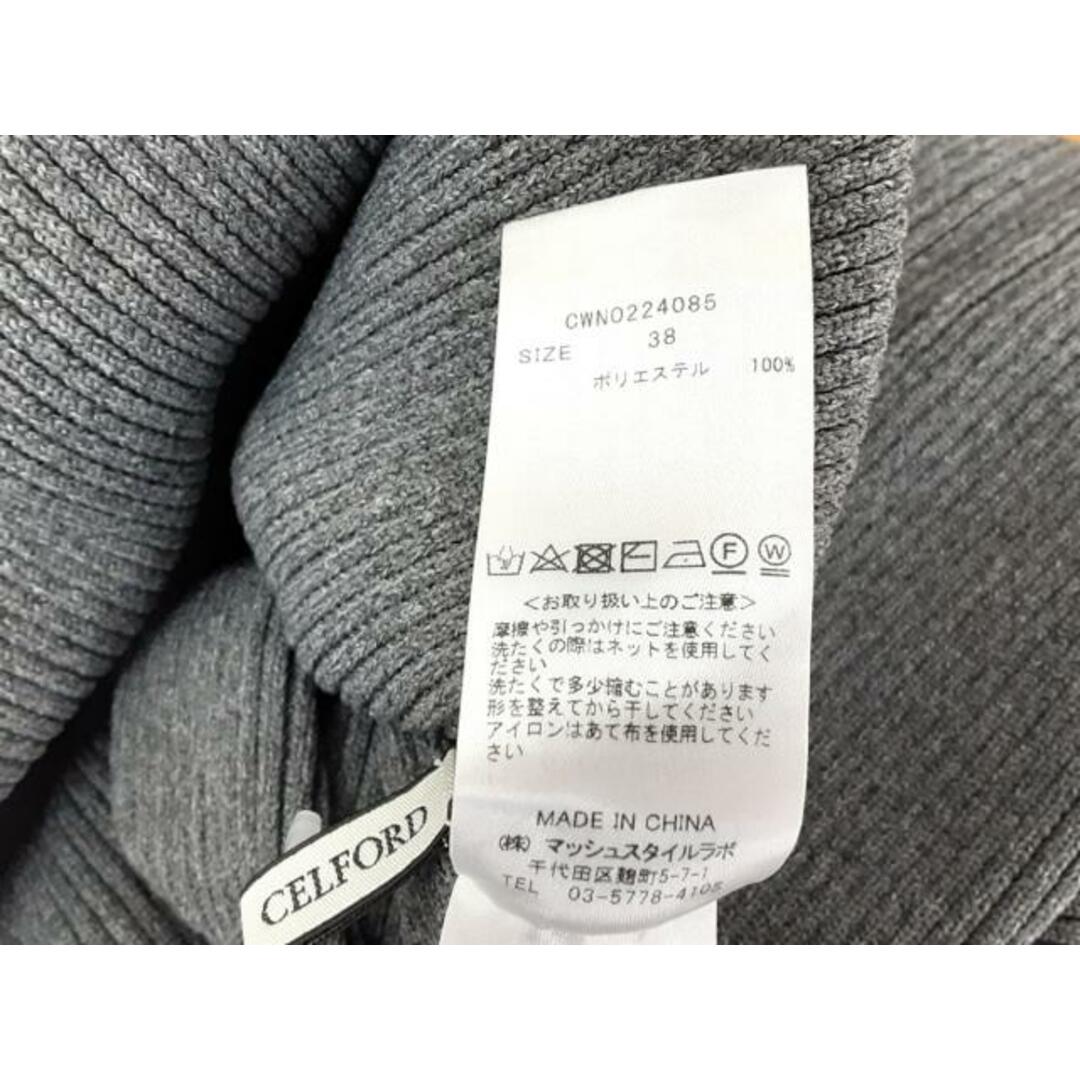 CWNO224085
SIZE 38
ポリエステル 100%
F W
<お取り扱い上のご注意>
摩擦や引っかけにご注意ください
洗たくの際はネットを使用してく
ださい
洗たくで多少縮むことがあります
形を整えてから干してください
アイロンはあて布を使用してくだ
さい
MADE IN CHINA
(株) マッシュスタイルラボ
千代田区麹町5-7-1
TEL 03-5778-4105
CELFORD